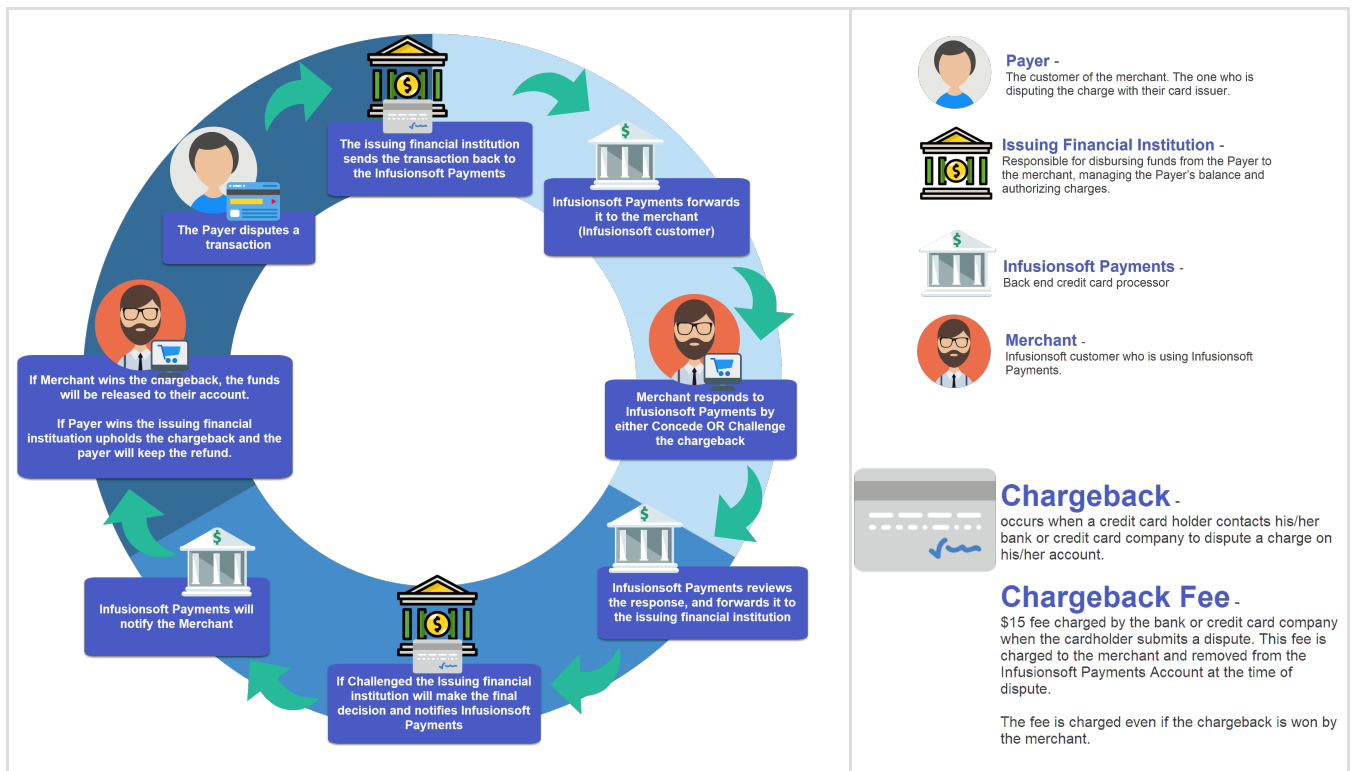 The issuing financial institution
sends the transaction back to
the Infusionsoft Payments
Infusionsoft Payments forwards
it to the merchant
(Infusionsoft customer)
Merchant responds to
Infusionsoft Payments by
either Concede OR Challenge
the chargeback
Infusionsoft Payments reviews
the response, and forwards it to
the issuing financial institution
If Challenged the Issuing financial
institution will make the final
decision and notifies Infusionsoft
Payments
Infusionsoft Payments will
notify the Merchant
If Merchant wins the chargeback, the funds
will be released to their account.
If Payer wins the issuing financial
instituation upholds the chargeback and the
payer will keep the refund.
The Payer disputes a
transaction
Payer -
The customer of the merchant. The one who is
disputing the charge with their card issuer.
Issuing Financial Institution -
Responsible for disbursing funds from the Payer to
the merchant, managing the Payer's balance and
authorizing charges.
Infusionsoft Payments -
Back end credit card processor
Merchant -
Infusionsoft customer who is using Infusionsoft
Payments.
Chargeback -
occurs when a credit card holder contacts his/her
bank or credit card company to dispute a charge on
his/her account.
Chargeback Fee -
$15 fee charged by the bank or credit card company
when the cardholder submits a dispute. This fee is
charged to the merchant and removed from the
Infusionsoft Payments Account at the time of
dispute.
The fee is charged even if the chargeback is won by
the merchant.